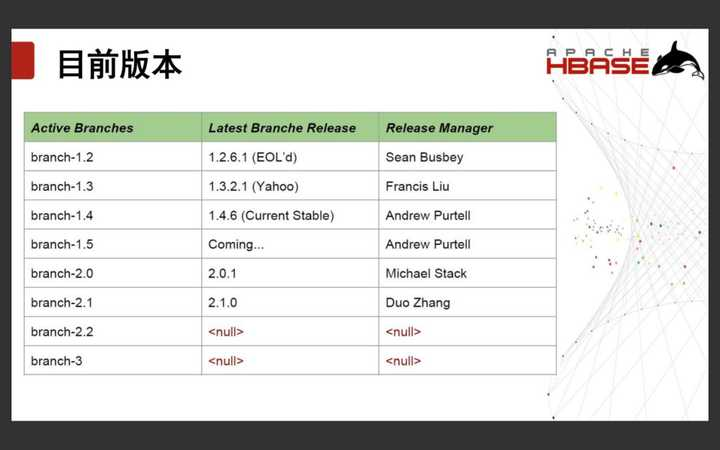 目前版本
APACHE
HBASE
Active Branches Latest Branche Release Release Manager
branch-1.2 1.2.6.1 (EOL'd) Sean Busbey
branch-1.3 1.3.2.1 (Yahoo) Francis Liu
branch-1.4 1.4.6 (Current Stable) Andrew Purtell
branch-1.5 Coming... Andrew Purtell
branch-2.0 2.0.1 Michael Stack
branch-2.1 2.1.0 Duo Zhang
branch-2.2 <null> <null>
branch-3 <null> <null>